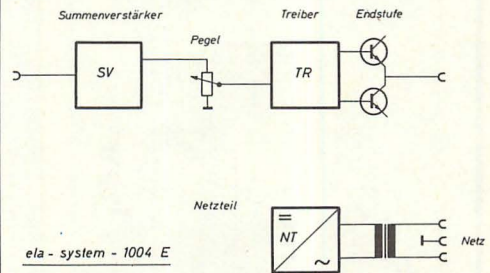 Summenverstärker
Treiber
Endstufe
Pegel
SV
TR
Netzteil
NT
Netz
ela - system - 1004 E